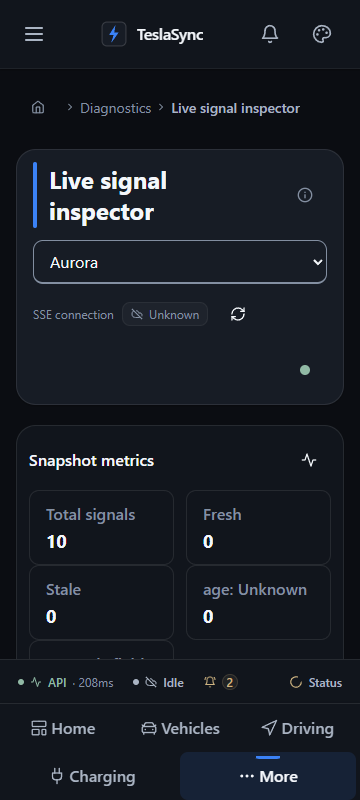 TeslaSync
Diagnostics
Live signal inspector
Live signal
inspector
Aurora
SSE connection
Unknown
Snapshot metrics
Total signals
10
Fresh
0
Stale
0
age: Unknown
0
API · 208ms
Idle
2
Status
Home
Vehicles
Driving
Charging
More